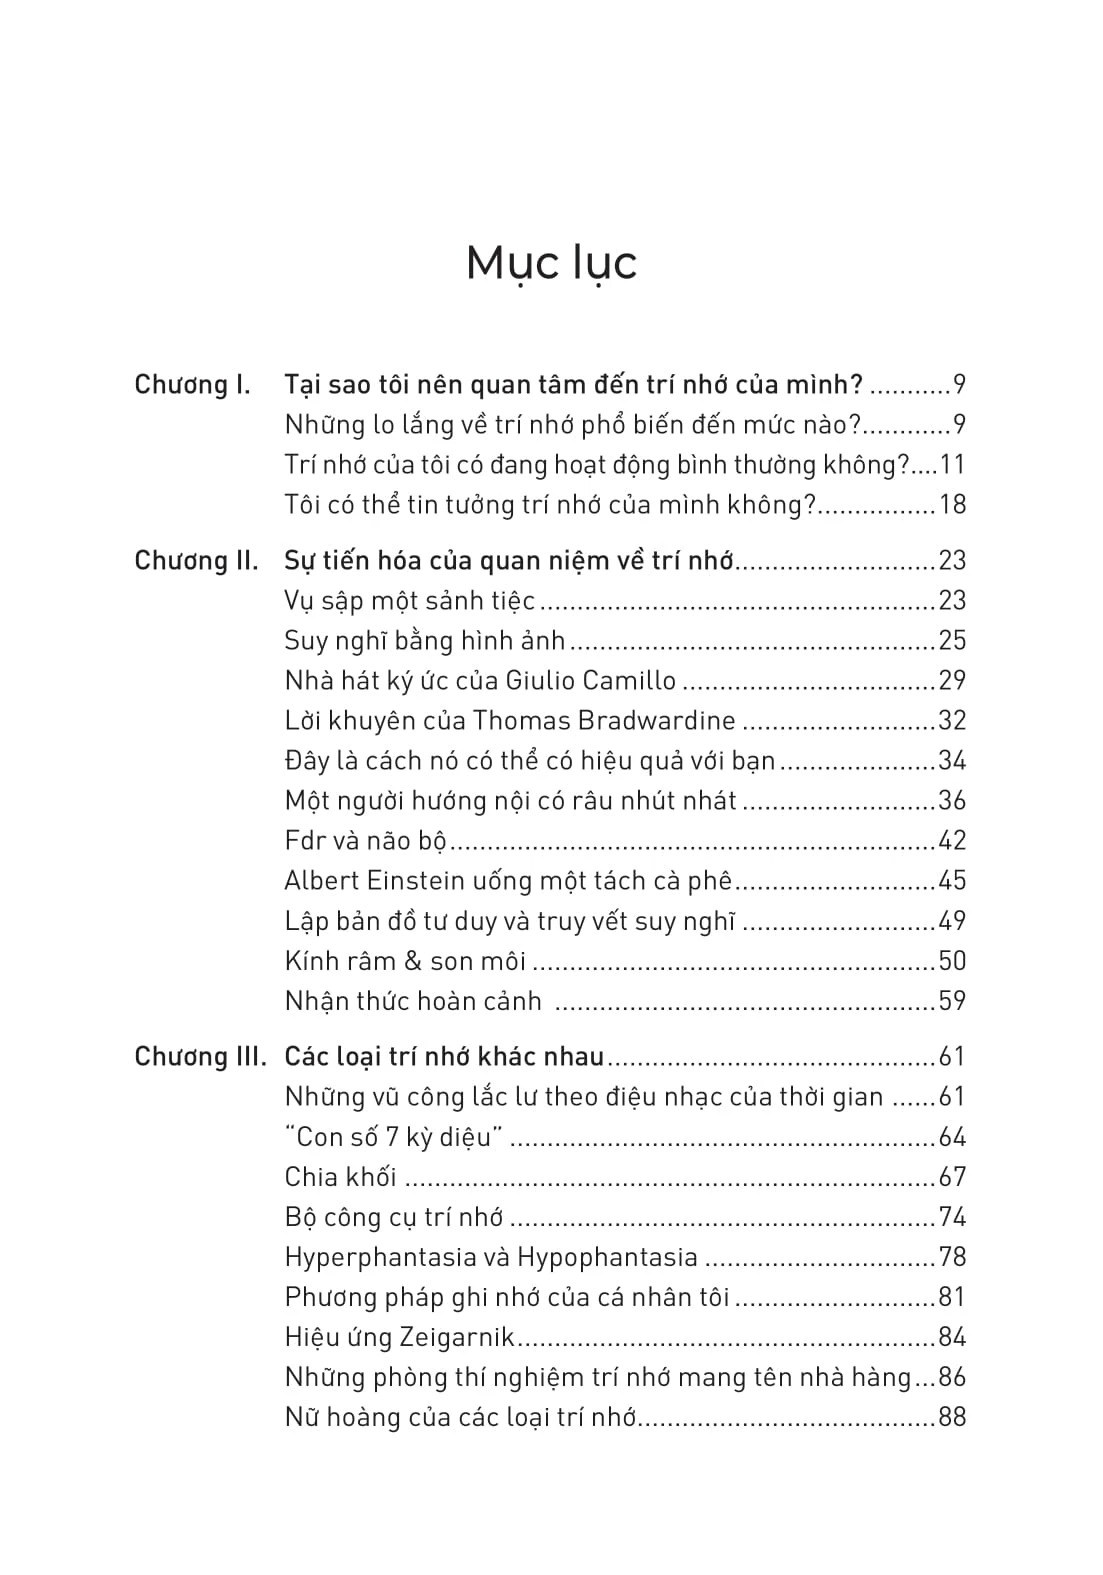 Mục lục
Chương I. Tại sao tôi nên quan tâm đến trí nhớ của mình? ...........9
Những lo lắng về trí nhớ phổ biến đến mức nào?............9
Trí nhớ của tôi có đang hoạt động bình thường không?....11
Tôi có thể tin tưởng trí nhớ của mình không?................18
Chương II. Sự tiến hóa của quan niệm về trí nhớ...........................23
Vụ sập một sảnh tiệc.....................................................23
Suy nghĩ bằng hình ảnh.................................................25
Nhà hát ký ức của Giulio Camillo ..................................29
Lời khuyên của Thomas Bradwardine ..........................32
Đây là cách nó có thể có hiệu quả với bạn.....................34
Một người hướng nội có râu nhút nhát ..........................36
Fdr và não bộ.................................................................42
Albert Einstein uống một tách cà phê...........................45
Lập bản đồ tư duy và truy vết suy nghĩ ..........................49
Kính râm & son môi ......................................................50
Nhận thức hoàn cảnh ...................................................59
Chương III. Các loại trí nhớ khác nhau............................................61
Những vũ công lắc lư theo điệu nhạc của thời gian ......61
“Con số 7 kỳ diệu” .........................................................64
Chia khối .......................................................................67
Bộ công cụ trí nhớ .........................................................74
Hyperphantasia và Hypophantasia ...............................78
Phương pháp ghi nhớ của cá nhân tôi...........................81
Hiệu ứng Zeigarnik........................................................84
Những phòng thí nghiệm trí nhớ mang tên nhà hàng...86
Nữ hoàng của các loại trí nhớ........................................88